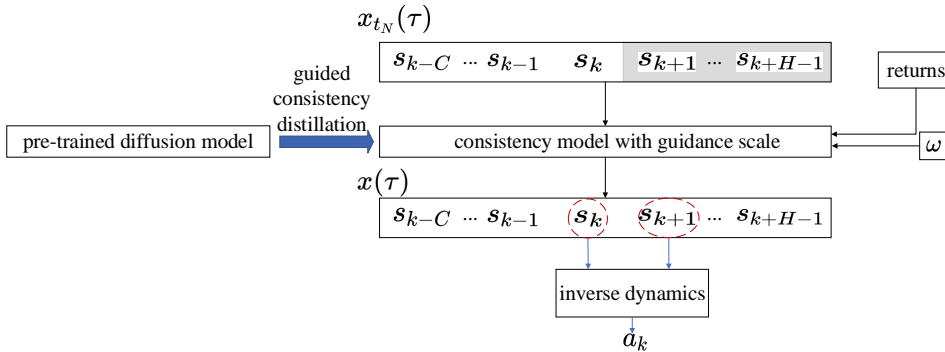 x_{t_N}(τ)
s_{k−C} ··· s_{k−1} s_k s_{k+1} ··· s_{k+H−1}
returns
guided
consistency
distillation
pre-trained diffusion model
consistency model with guidance scale
ω
x(τ)
s_{k−C} ··· s_{k−1} s_k s_{k+1} ··· s_{k+H−1}
inverse dynamics
a_k